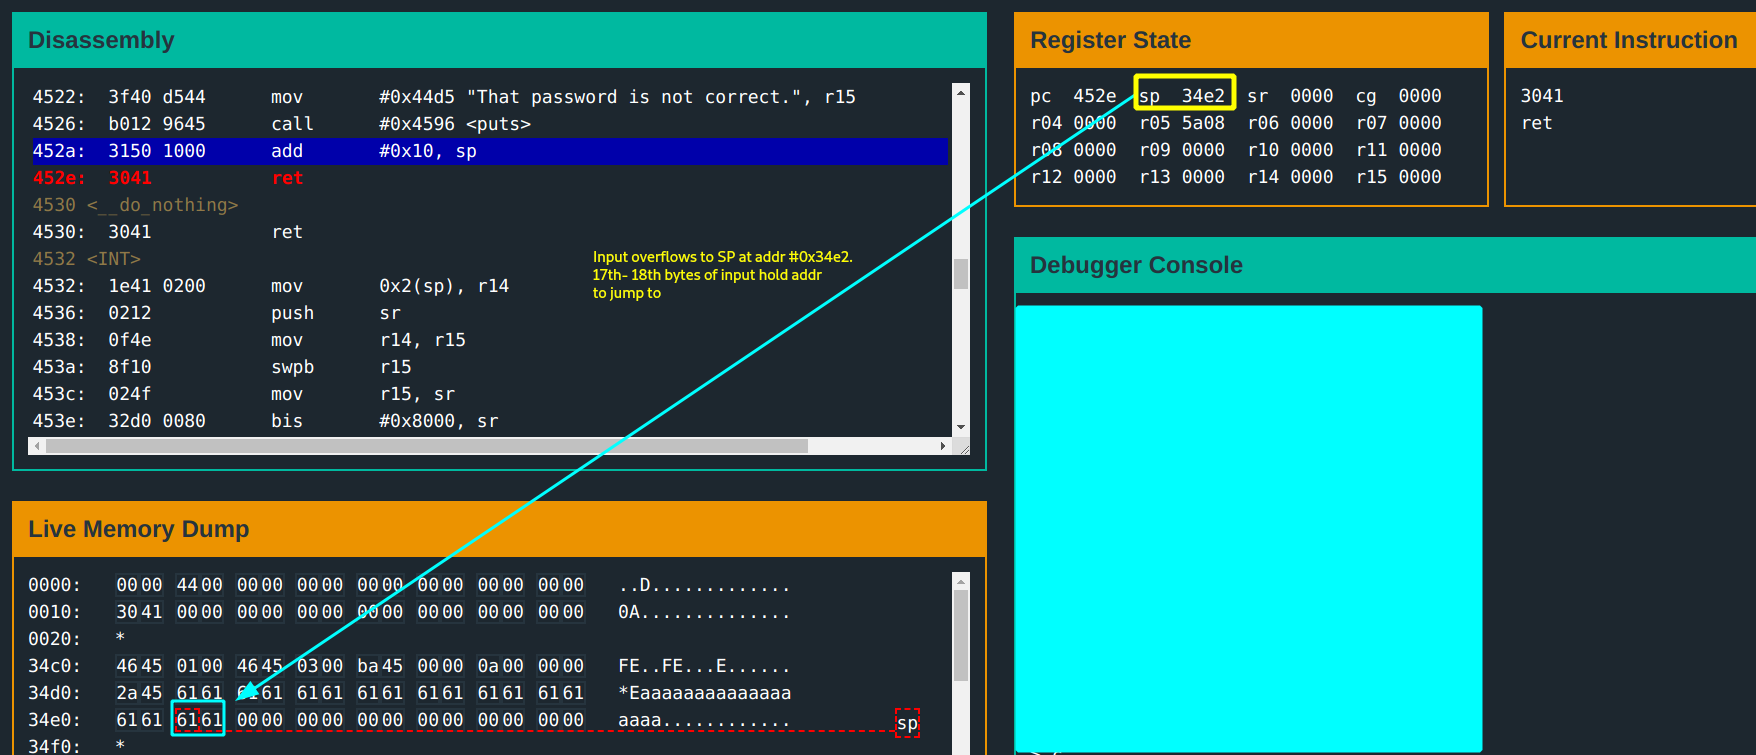 Disassembly
4522: 3f40 d544 mov #0x44d5 "That password is not correct.", r15
4526: b012 9645 call #0x4596 <puts>
452a: 3150 1000 add #0x10, sp
452e: 3041 ret
4530 <__do_nothing>
4530: 3041 ret
4532 <INT>
4532: 1e41 0200 mov 0x2(sp), r14
4536: 0212 push sr
4538: 0f4e mov r14, r15
453a: 8f10 swpb r15
453c: 024f mov r15, sr
453e: 32d0 0080 bis #0x8000, sr
Input overflows to SP at addr #0x34e2.
17th- 18th bytes of input hold addr
to jump to
Register State
pc 452e sp 34e2 sr 0000 cg 0000
r04 0000 r05 5a08 r06 0000 r07 0000
r08 0000 r09 0000 r10 0000 r11 0000
r12 0000 r13 0000 r14 0000 r15 0000
Current Instruction
3041
ret
Debugger Console
Live Memory Dump
0000: 0000 4400 0000 0000 0000 0000 0000 0000 ..D.............
0010: 3041 0000 0000 0000 0000 0000 0000 0000 0A..............
0020: *
34c0: 4645 0100 4645 0300 ba45 0000 0a00 0000 FE..FE...E......
34d0: 2a45 6161 6161 6161 6161 6161 6161 6161 *Eaaaaaaaaaaaaaa
34e0: 6161 6161 0000 0000 0000 0000 0000 0000 aaaa............
sp
34f0: *